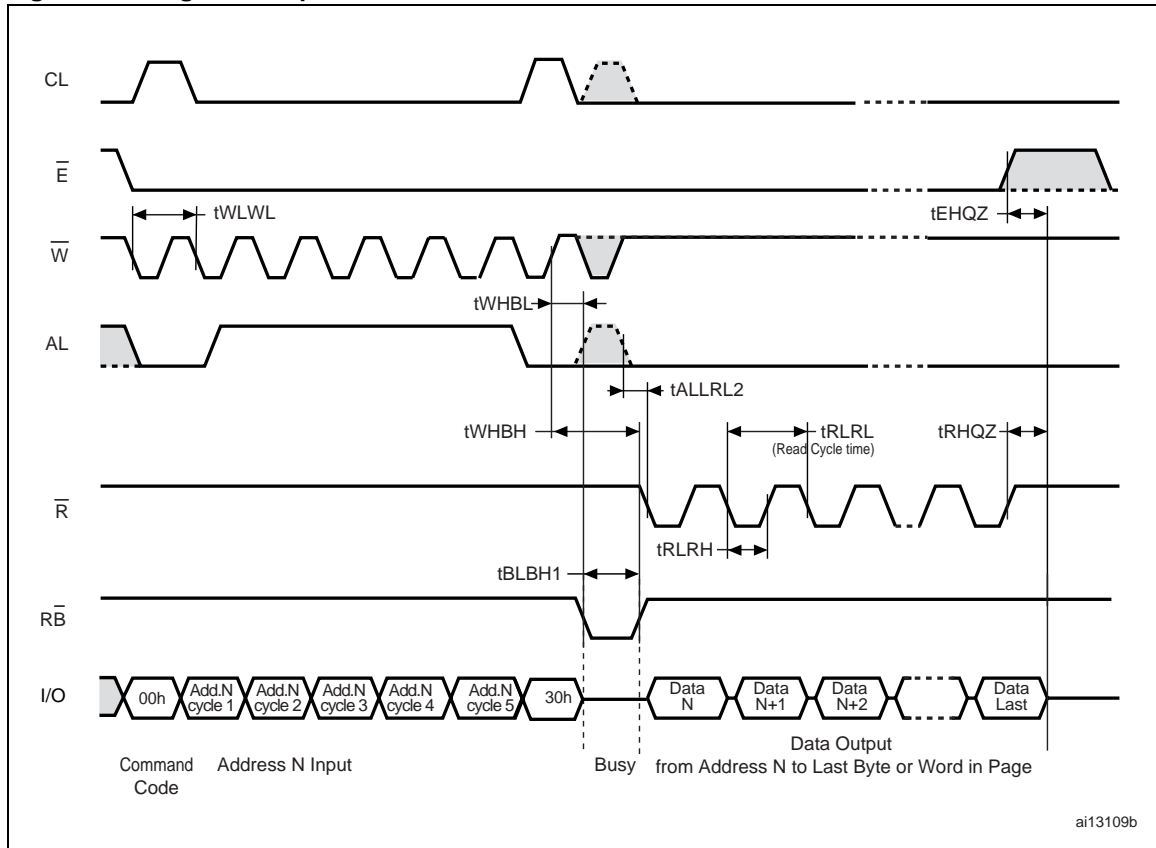 CL
E
tWLWL
tEHQZ
W
tWHBL
AL
tALLRL2
tWHBH
tRLRL
(Read Cycle time)
tRHQZ
R
tRLRH
tBLBH1
RB
I/O
00h
Add.N
cycle 1
Add.N
cycle 2
Add.N
cycle 3
Add.N
cycle 4
Add.N
cycle 5
30h
Data
N
Data
N+1
Data
N+2
Data
Last
Command
Code
Address N Input
Busy
Data Output
from Address N to Last Byte or Word in Page
ai13109b